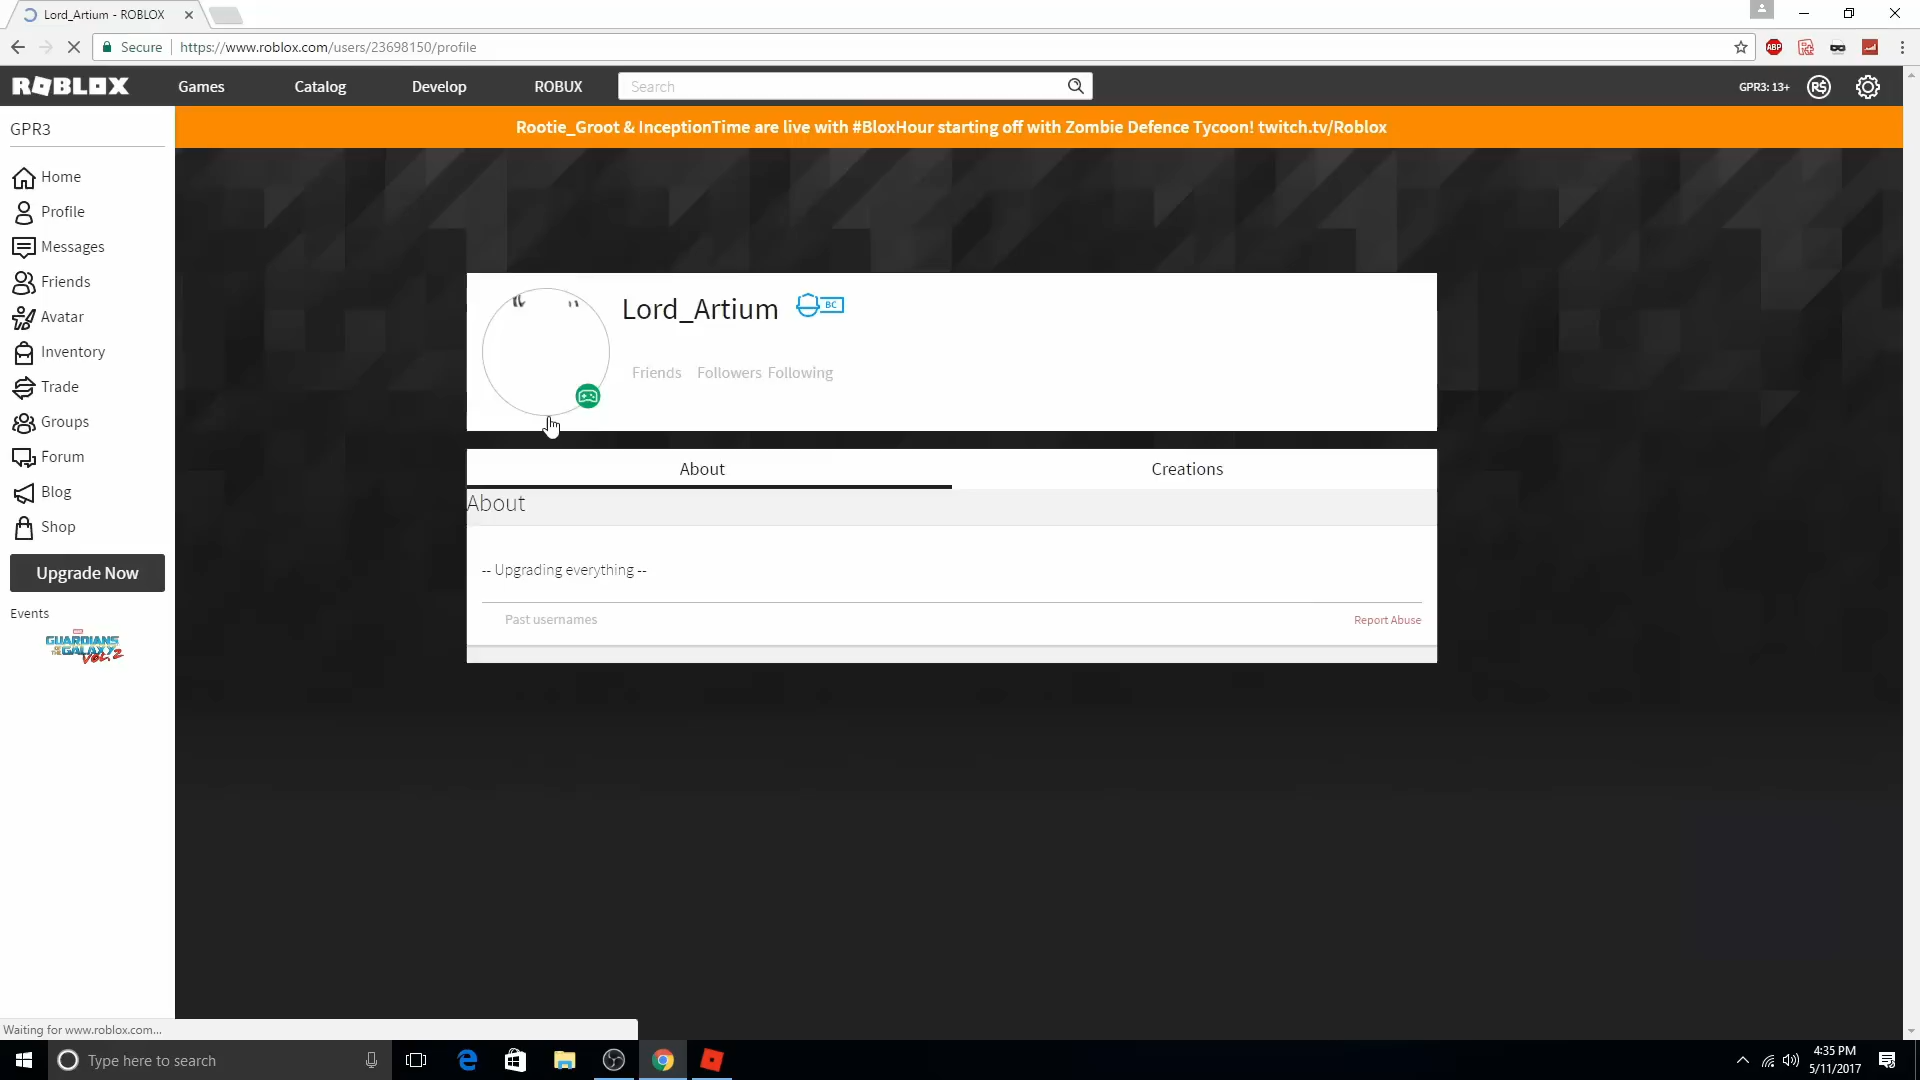 Lord_Artium - ROBLOX
Secure
https://www.roblox.com/users/23698150/profile
ABP
ROBLOX
Games
Catalog
Develop
ROBUX
Search
GPR3: 13+
R$
GPR3
Rootie_Groot & InceptionTime are live with #BloxHour starting off with Zombie Defence Tycoon! twitch.tv/Roblox
Home
Profile
Messages
Friends
Avatar
Inventory
Trade
Groups
Forum
Blog
Shop
Upgrade Now
Events
MARVEL
GUARDIANS
OF THE GALAXY
VOL. 2
Lord_Artium
BC
Friends
Followers
Following
About
Creations
About
-- Upgrading everything --
Past usernames
Report Abuse
Waiting for www.roblox.com...
Type here to search
4:35 PM
5/11/2017